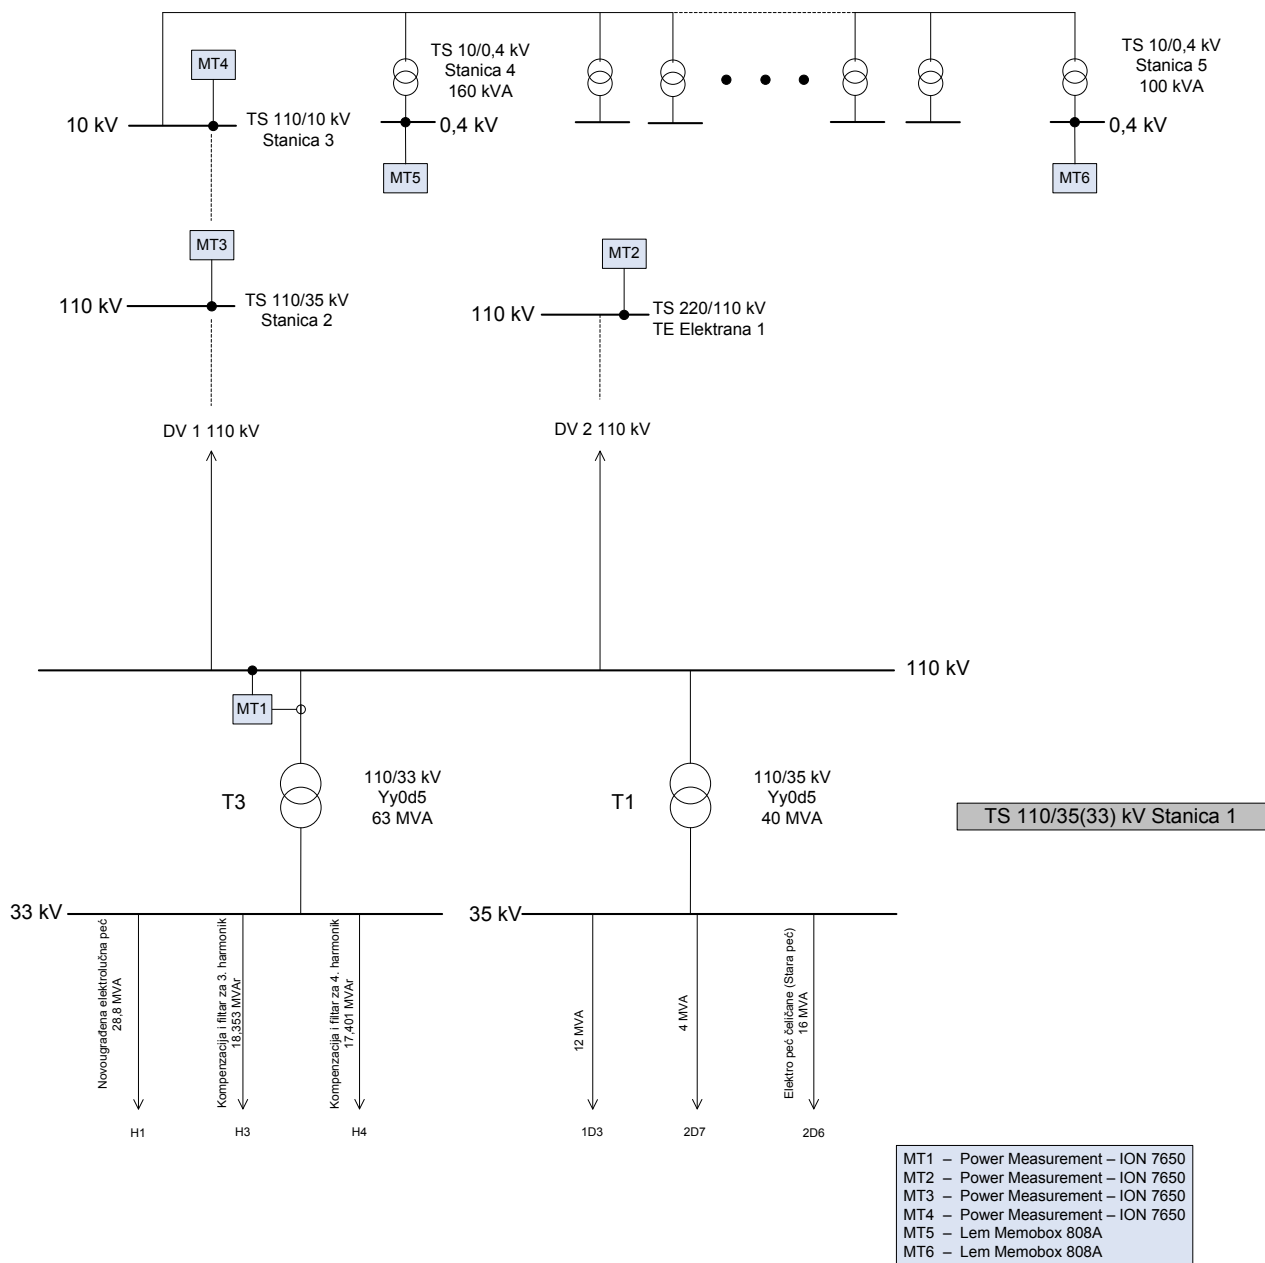 MT4
TS 10/0,4 kV
Stanica 4
160 kVA
TS 10/0,4 kV
Stanica 5
100 kVA
10 kV
TS 110/10 kV
Stanica 3
0,4 kV
0,4 kV
MT5
MT6
MT3
MT2
110 kV
TS 110/35 kV
Stanica 2
110 kV
TS 220/110 kV
TE Elektrana 1
DV 1 110 kV
DV 2 110 kV
110 kV
MT1
T3
110/33 kV
Yy0d5
63 MVA
T1
110/35 kV
Yy0d5
40 MVA
TS 110/35(33) kV Stanica 1
33 kV
35 kV
Novougrađena elektrolučna peć
28,8 MVA
Kompenzacija i filtar za 3. harmonik
18,353 MVAr
Kompenzacija i filtar za 4. harmonik
17,401 MVAr
12 MVA
4 MVA
Elektro peć čeličane (Stara peć)
16 MVA
H1
H3
H4
1D3
2D7
2D6
MT1 – Power Measurement – ION 7650
MT2 – Power Measurement – ION 7650
MT3 – Power Measurement – ION 7650
MT4 – Power Measurement – ION 7650
MT5 – Lem Memobox 808A
MT6 – Lem Memobox 808A